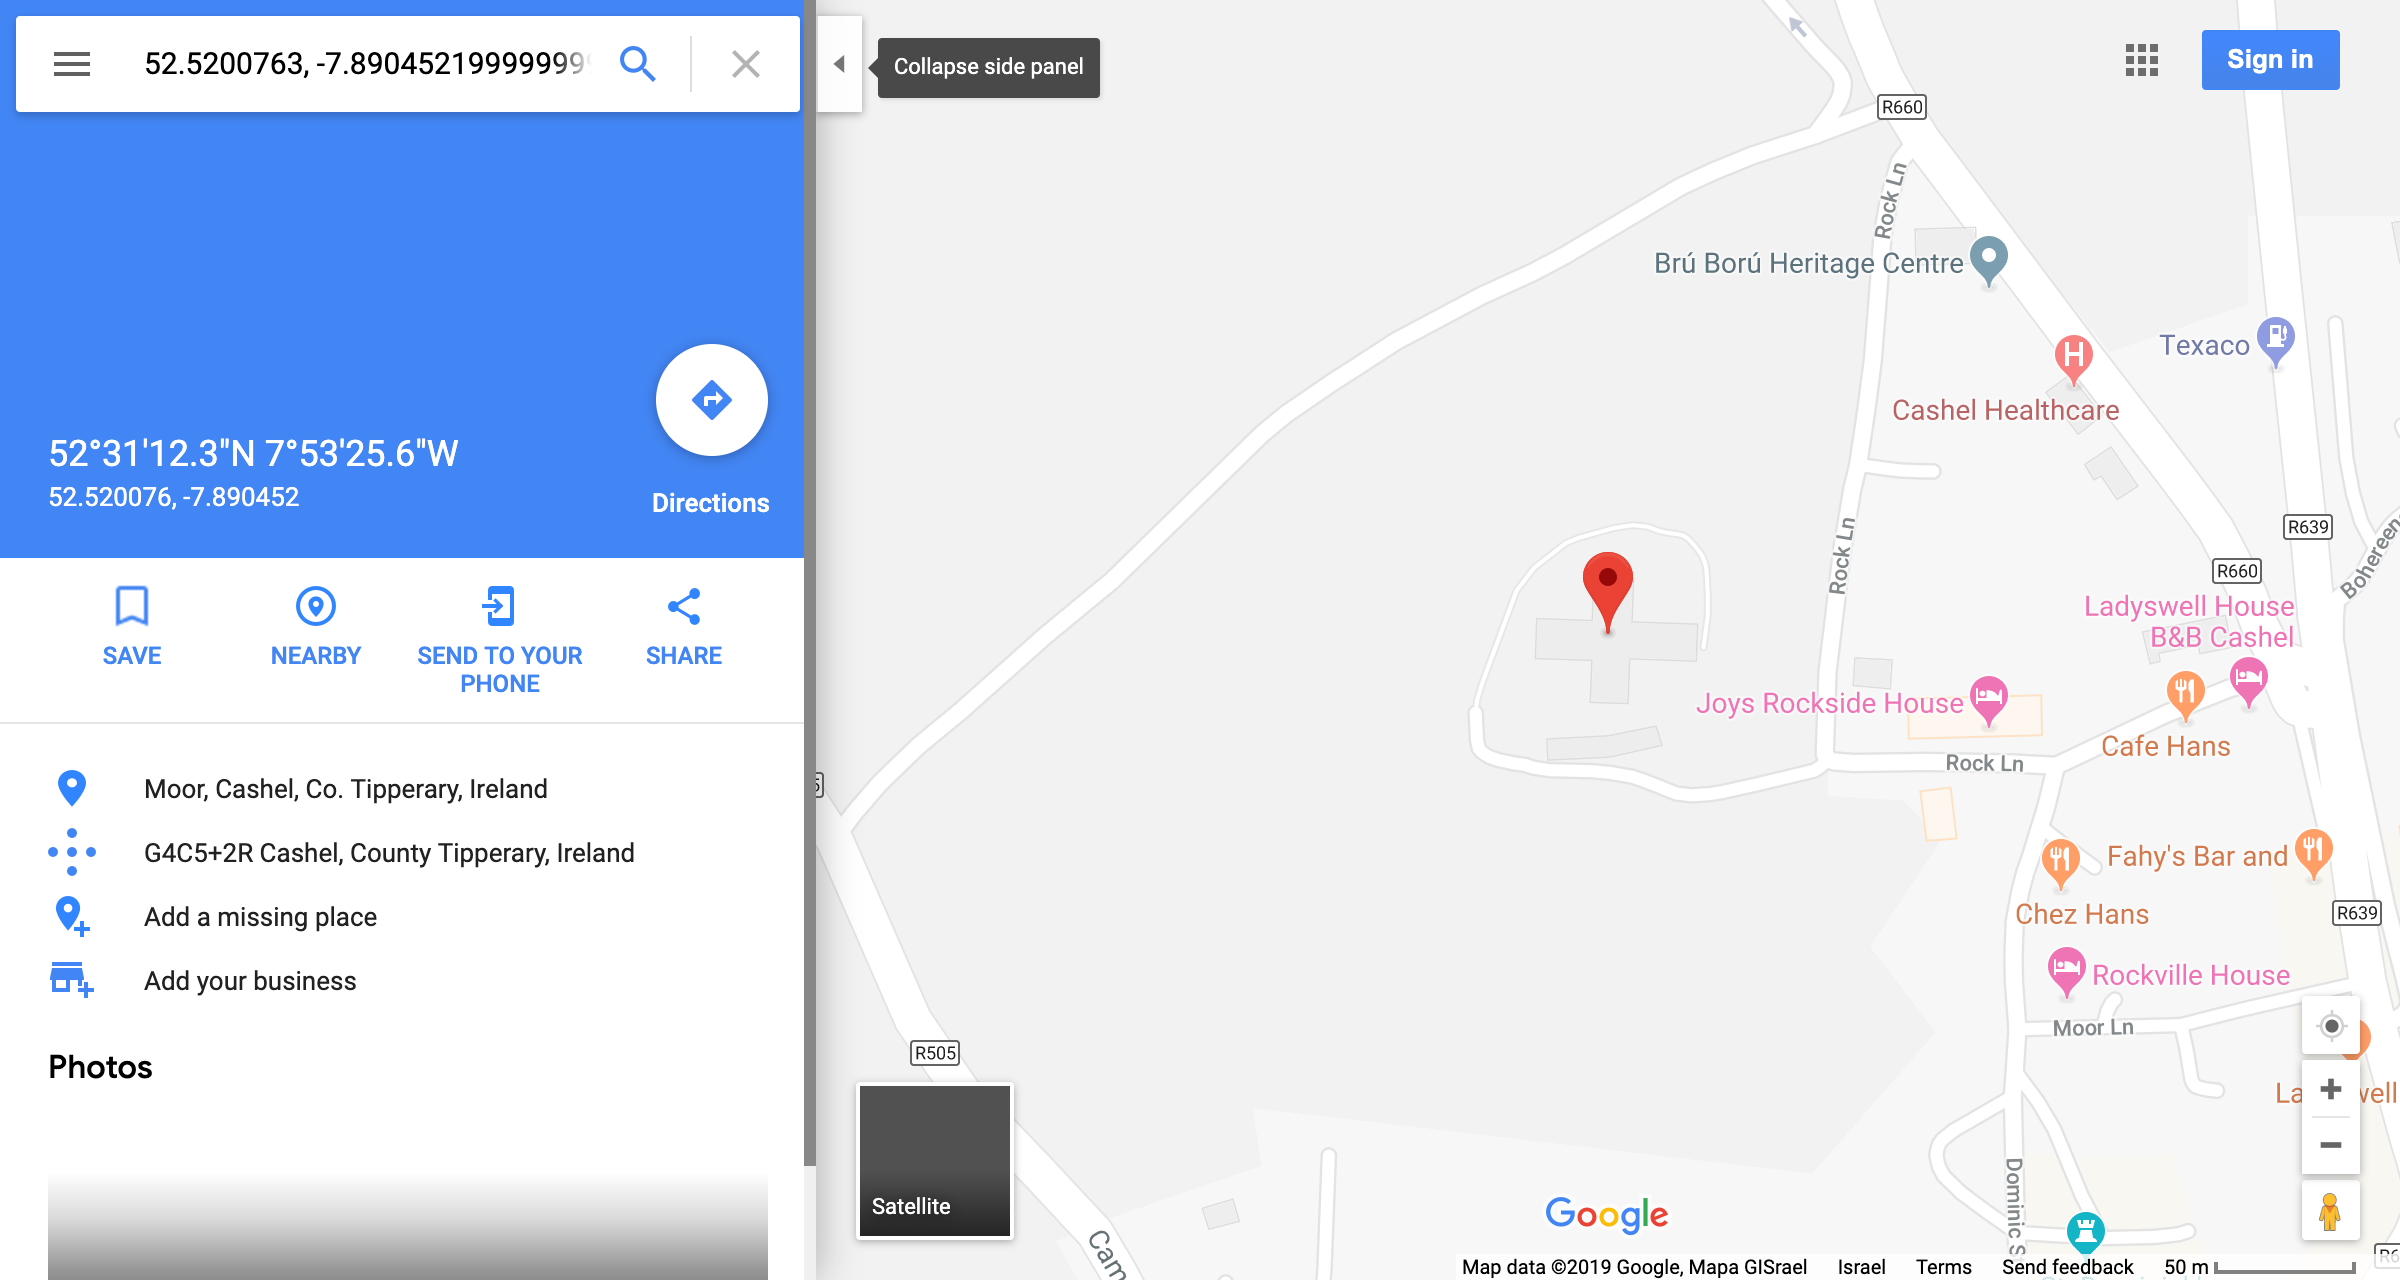 52.5200763, -7.8904521999999999
Collapse side panel
Sign in
52°31'12.3"N 7°53'25.6"W
52.520076, -7.890452
Directions
SAVE
NEARBY
SEND TO YOUR
PHONE
SHARE
Moor, Cashel, Co. Tipperary, Ireland
G4C5+2R Cashel, County Tipperary, Ireland
Add a missing place
Add your business
Photos
R660
Rock Ln
Brú Ború Heritage Centre
Texaco
H
Cashel Healthcare
R639
Rock Ln
R660
Bohereen
Ladyswell House
B&B Cashel
Joys Rockside House
Cafe Hans
Rock Ln
Fahy's Bar and
Chez Hans
R639
Rockville House
Moor Ln
R505
Satellite
Cam
Dominic S
Google
Map data ©2019 Google, Mapa GISrael
Israel
Terms
Send feedback
50 m